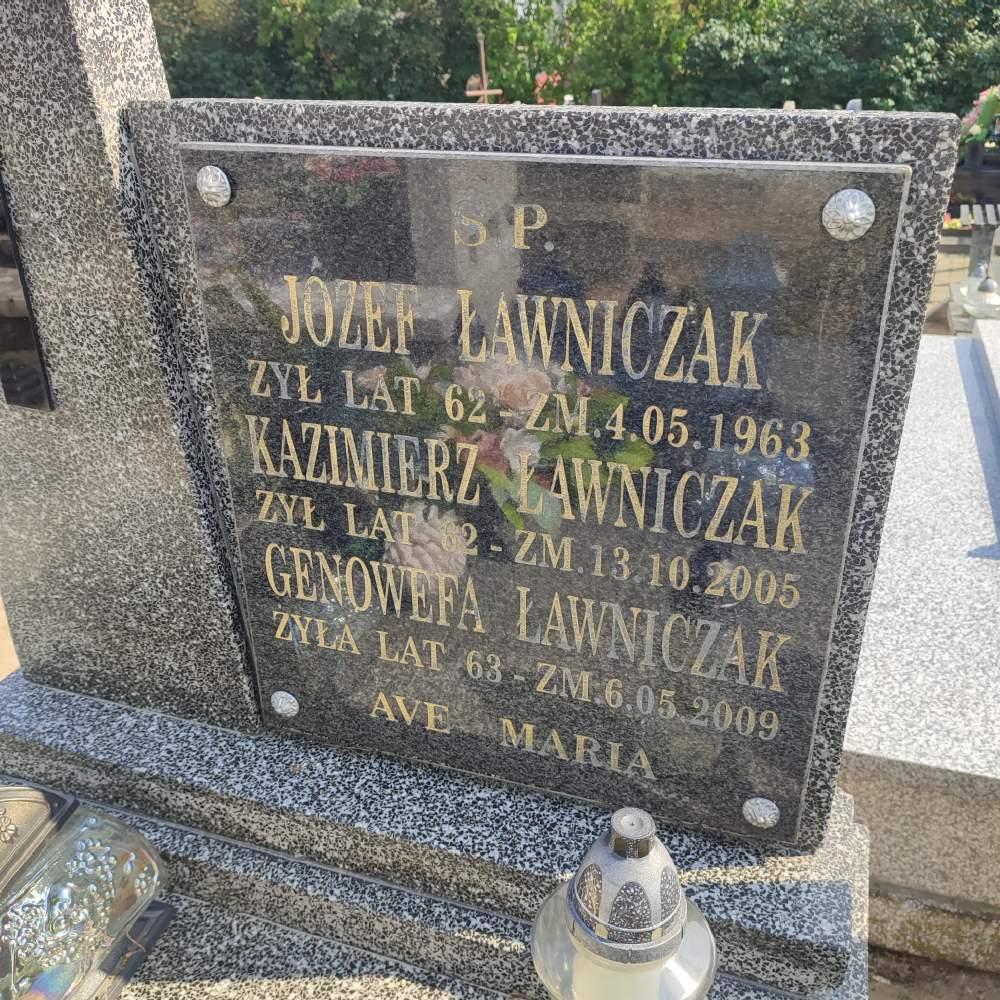 Ś.P.
JÓZEF ŁAWNICZAK
ŻYŁ LAT 62 - ZM. 4.05.1963
KAZIMIERZ ŁAWNICZAK
ŻYŁ LAT 62 - ZM. 13.10.2005
GENOWEFA ŁAWNICZAK
ŻYŁA LAT 63 - ZM. 6.05.2009
AVE MARIA